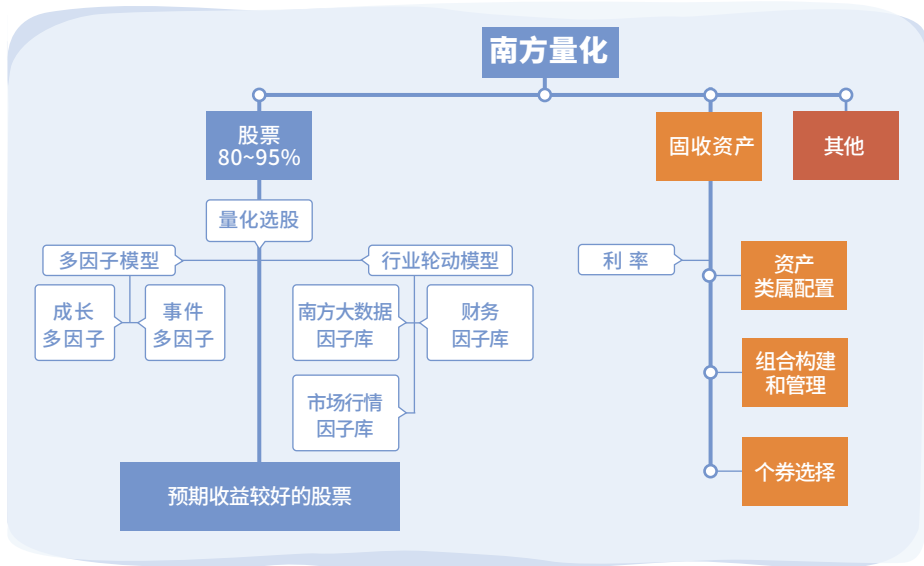 南方量化
股票
80~95%
固收资产
其他
量化选股
多因子模型
行业轮动模型
利 率
资产
类属配置
成长
多因子
事件
多因子
南方大数据
因子库
财务
因子库
组合构建
和管理
市场行情
因子库
个券选择
预期收益较好的股票